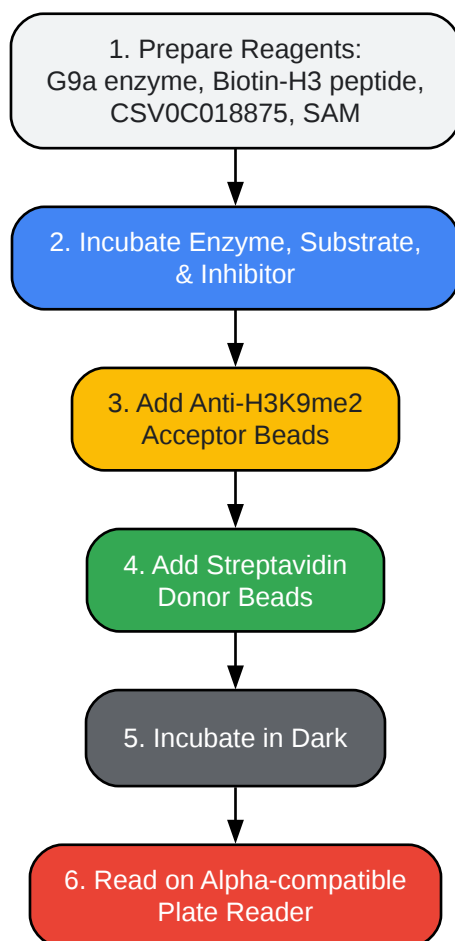 1. Prepare Reagents:
G9a enzyme, Biotin-H3 peptide,
CSV0C018875, SAM
2. Incubate Enzyme, Substrate,
& Inhibitor
3. Add Anti-H3K9me2
Acceptor Beads
4. Add Streptavidin
Donor Beads
5. Incubate in Dark
6. Read on Alpha-compatible
Plate Reader